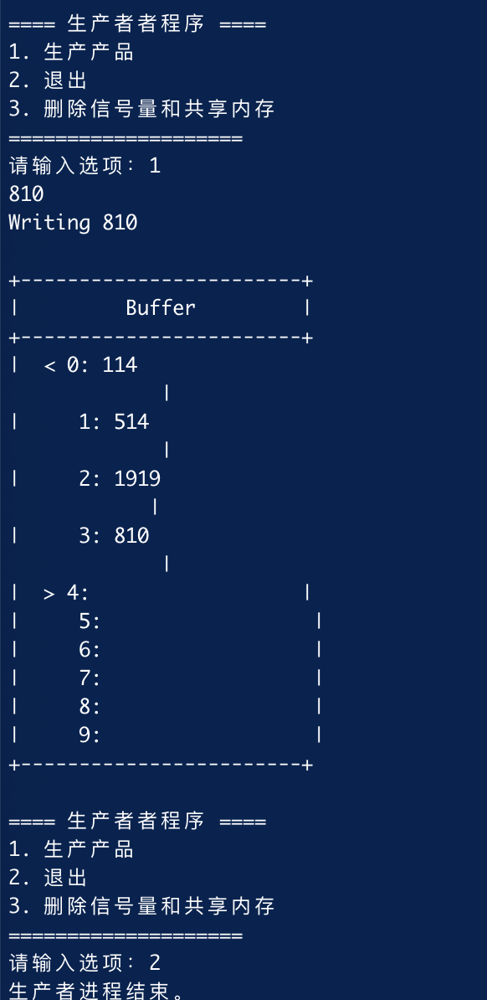 ==== 生产者者程序 ====
1. 生产产品
2. 退出
3. 删除信号量和共享内存
====================
请输入选项: 1
810
Writing 810
+------------------------+
|         Buffer         |
+------------------------+
|  < 0: 114
             |
|     1: 514
             |
|     2: 1919
            |
|     3: 810
             |
|  > 4:                  |
|     5:                  |
|     6:                  |
|     7:                  |
|     8:                  |
|     9:                  |
+------------------------+
==== 生产者者程序 ====
1. 生产产品
2. 退出
3. 删除信号量和共享内存
====================
请输入选项: 2
生产者进程结束。